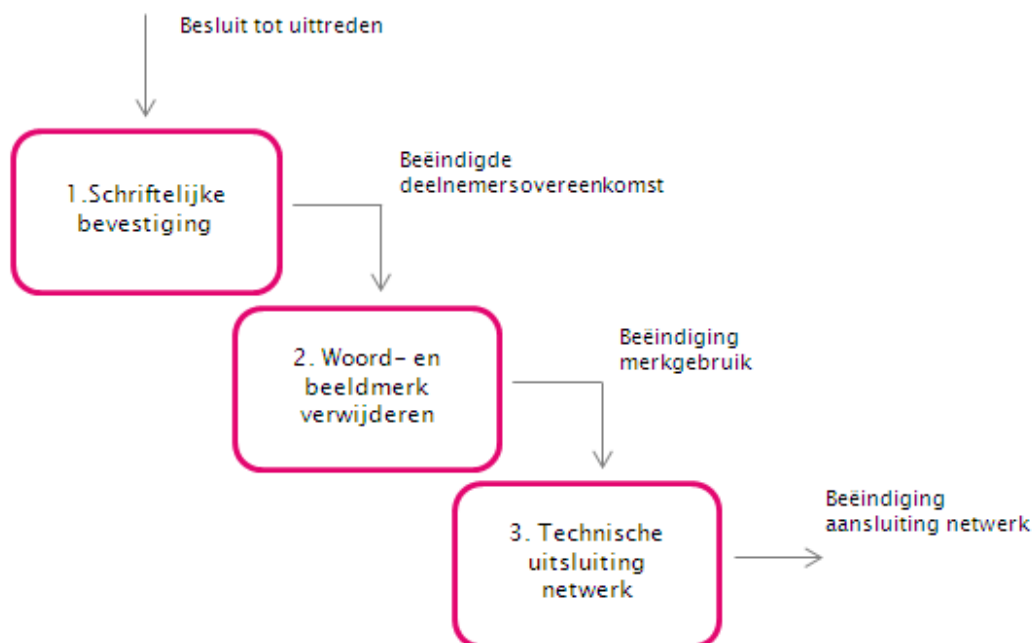 Besluit tot uittreden
1.Schriftelijke
bevestiging
Beëindigde
deelnemersovereenkomst
2. Woord- en
beeldmerk
verwijderen
Beëindiging
merkgebruik
3. Technische
uitsluiting
netwerk
Beëindiging
aansluiting netwerk